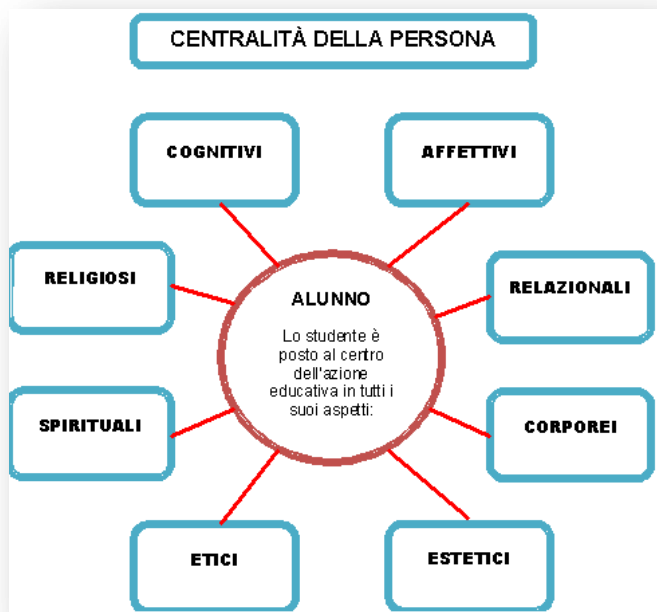 CENTRALITÀ DELLA PERSONA
COGNITIVI
AFFETTIVI
RELIGIOSI
RELAZIONALI
ALUNNO
Lo studente è
posto al centro
dell'azione
educativa in tutti i
suoi aspetti:
SPIRITUALI
CORPOREI
ETICI
ESTETICI